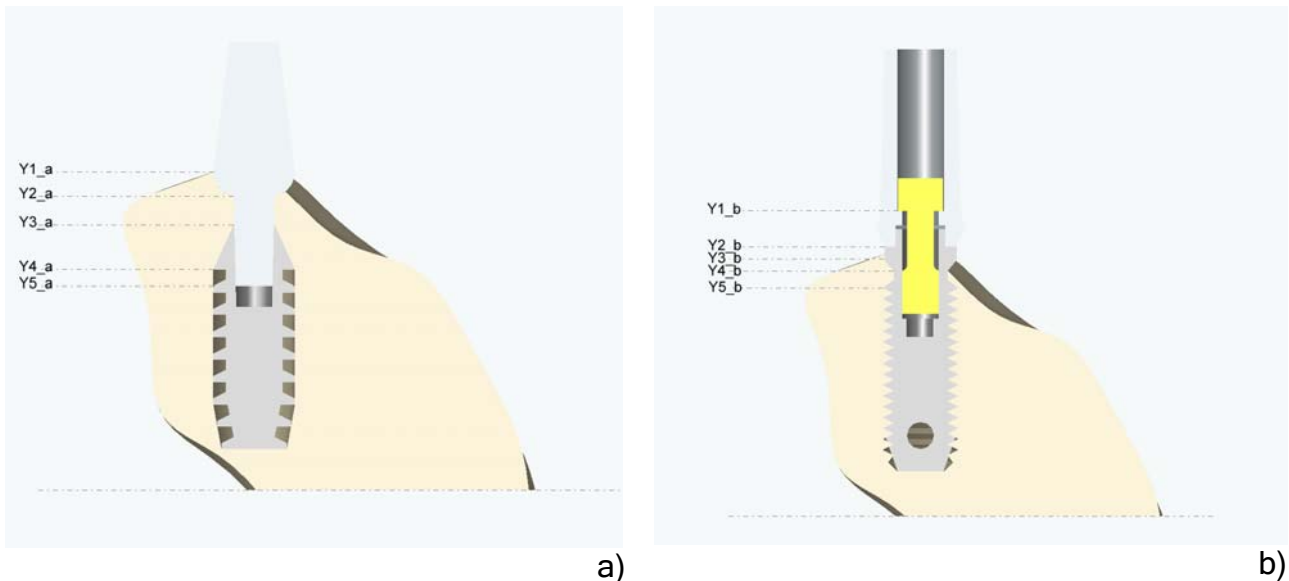 Y1_a
Y2_a
Y3_a
Y4_a
Y5_a
a)
Y1_b
Y2_b
Y3_b
Y4_b
Y5_b
b)